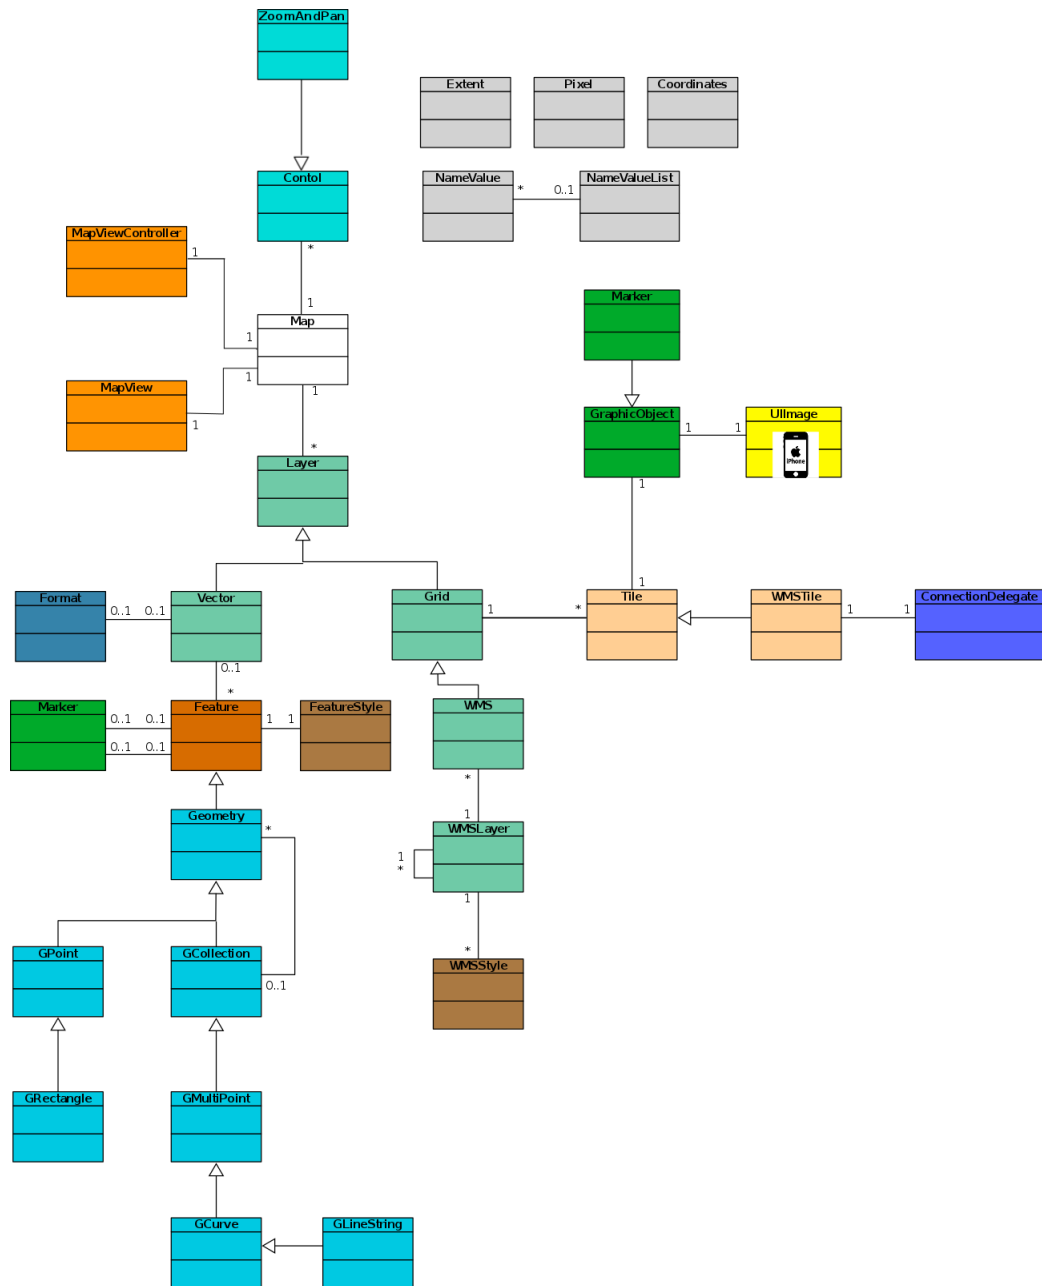 ZoomAndPan
Extent
Pixel
Coordinates
Contol
NameValue
* 0..1
NameValueList
*
MapViewController
1
1
Map
1
1
MapView
1
1
*
Layer
Marker
GraphicObject
1 1
UIImage
iPhone
1
1
Format
0..1 0..1
Vector
0..1
*
Grid
1 *
Tile
WMSTile
1 1
ConnectionDelegate
Marker
0..1 0..1
0..1 0..1
Feature
1 1
FeatureStyle
WMS
*
1
Geometry
*
WMSLayer
1
*
1
*
GPoint
GCollection
0..1
WMSStyle
GRectangle
GMultiPoint
GCurve
GLineString